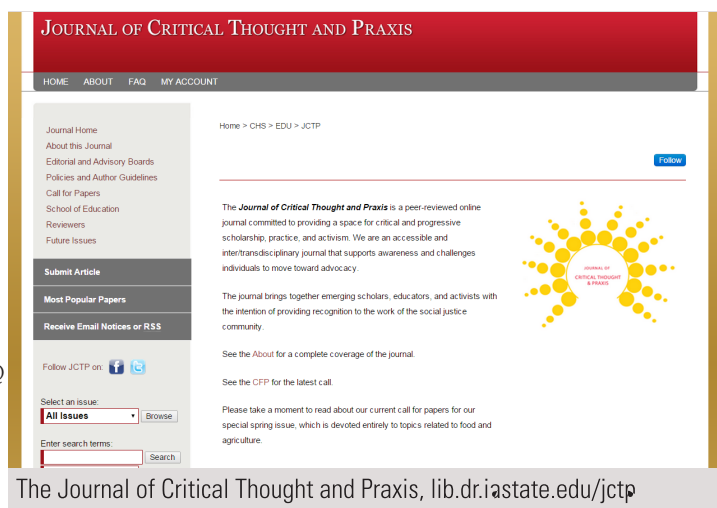 JOURNAL OF CRITICAL THOUGHT AND PRAXIS
HOME ABOUT FAQ MY ACCOUNT
Journal Home
About this Journal
Editorial and Advisory Boards
Policies and Author Guidelines
Call for Papers
School of Education
Reviewers
Future Issues
Submit Article
Most Popular Papers
Receive Email Notices or RSS
Follow JCTP on:
Select an issue:
All Issues Browse
Enter search terms:
Search
Home > CHS > EDU > JCTP
Follow
The Journal of Critical Thought and Praxis is a peer-reviewed online
journal committed to providing a space for critical and progressive
scholarship, practice, and activism. We are an accessible and
inter/transdisciplinary journal that supports awareness and challenges
individuals to move toward advocacy.
The journal brings together emerging scholars, educators, and activists with
the intention of providing recognition to the work of the social justice
community.
See the About for a complete coverage of the journal.
See the CFP for the latest call.
Please take a moment to read about our current call for papers for our
special spring issue, which is devoted entirely to topics related to food and
agriculture.
JOURNAL OF
CRITICAL THOUGHT
& PRAXIS
The Journal of Critical Thought and Praxis, lib.dr.iastate.edu/jctp